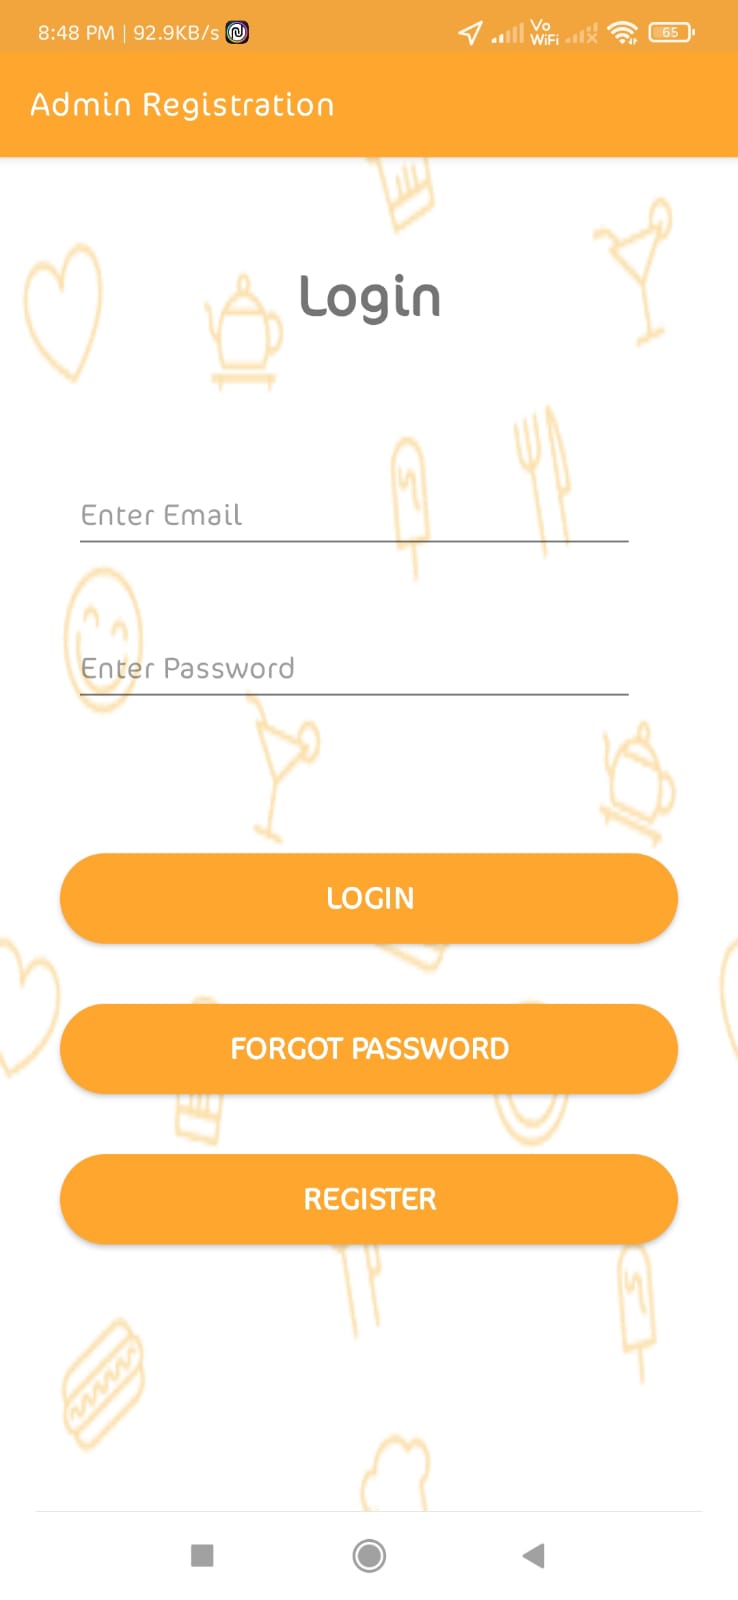 8:48 PM | 92.9KB/s
Vo
WiFi
65
Admin Registration
Login
Enter Email
Enter Password
LOGIN
FORGOT PASSWORD
REGISTER